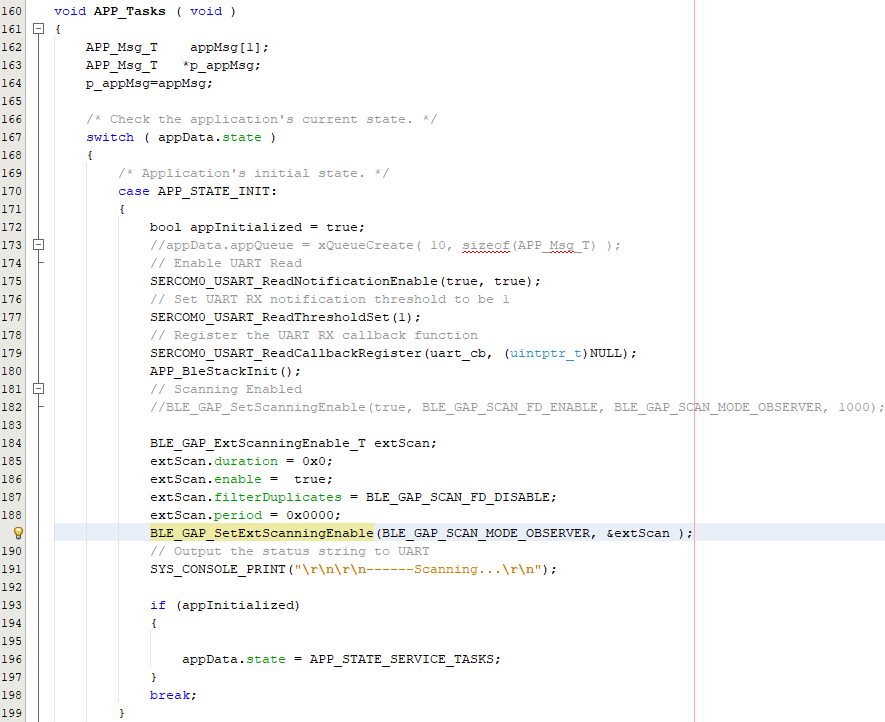 160 void APP_Tasks ( void )
161 {
162 APP_Msg_T    appMsg[1];
163 APP_Msg_T   *p_appMsg;
164 p_appMsg=appMsg;
165
166 /* Check the application's current state. */
167 switch ( appData.state )
168 {
169 /* Application's initial state. */
170 case APP_STATE_INIT:
171 {
172 bool appInitialized = true;
173 //appData.appQueue = xQueueCreate( 10, sizeof(APP_Msg_T) );
174 // Enable UART Read
175 SERCOM0_USART_ReadNotificationEnable(true, true);
176 // Set UART RX notification threshold to be 1
177 SERCOM0_USART_ReadThresholdSet(1);
178 // Register the UART RX callback function
179 SERCOM0_USART_ReadCallbackRegister(uart_cb, (uintptr_t)NULL);
180 APP_BleStackInit();
181 // Scanning Enabled
182 //BLE_GAP_SetScanningEnable(true, BLE_GAP_SCAN_FD_ENABLE, BLE_GAP_SCAN_MODE_OBSERVER, 1000);
183
184 BLE_GAP_ExtScanningEnable_T extScan;
185 extScan.duration = 0x0;
186 extScan.enable =  true;
187 extScan.filterDuplicates = BLE_GAP_SCAN_FD_DISABLE;
188 extScan.period = 0x0000;
BLE_GAP_SetExtScanningEnable(BLE_GAP_SCAN_MODE_OBSERVER, &extScan );
190 // Output the status string to UART
191 SYS_CONSOLE_PRINT("\r\n\r\n------Scanning...\r\n");
192
193 if (appInitialized)
194 {
195
196 appData.state = APP_STATE_SERVICE_TASKS;
197 }
198 break;
199 }